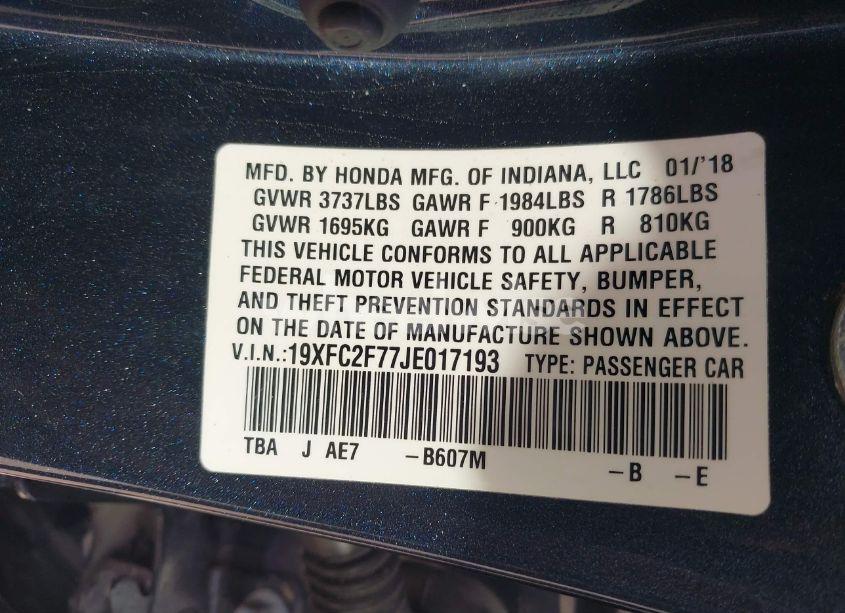 MFD. BY HONDA MFG. OF INDIANA, LLC 01/'18
GVWR 3737LBS GAWR F 1984LBS R 1786LBS
GVWR 1695KG GAWR F 900KG R 810KG
THIS VEHICLE CONFORMS TO ALL APPLICABLE
FEDERAL MOTOR VEHICLE SAFETY, BUMPER,
AND THEFT PREVENTION STANDARDS IN EFFECT
ON THE DATE OF MANUFACTURE SHOWN ABOVE.
V.I.N.:19XFC2F77JE017193 TYPE: PASSENGER CAR
TBA J AE7 -B607M -B -E